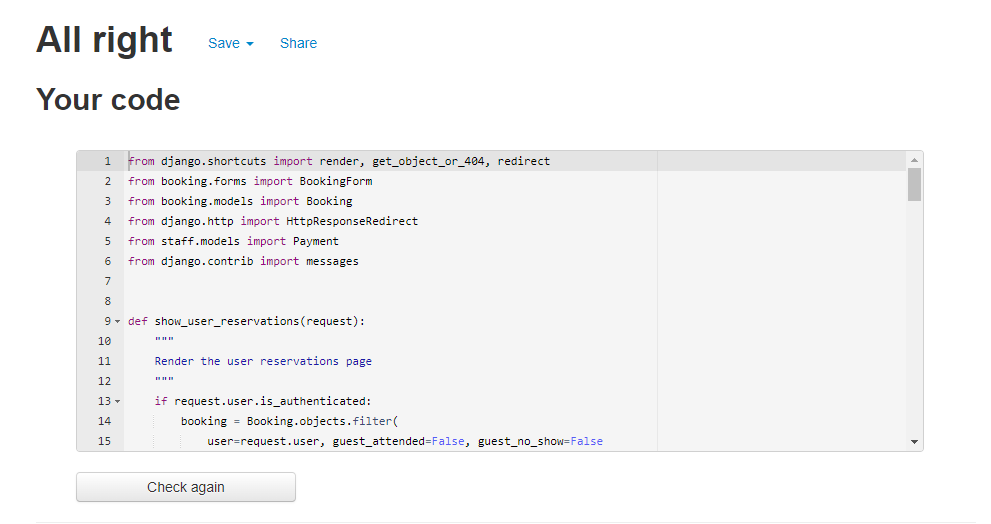 All right Save Share
Your code
1 from django.shortcuts import render, get_object_or_404, redirect
2 from booking.forms import BookingForm
3 from booking.models import Booking
4 from django.http import HttpResponseRedirect
5 from staff.models import Payment
6 from django.contrib import messages
7
8
9 def show_user_reservations(request):
10 """
11 Render the user reservations page
12 """
13 if request.user.is_authenticated:
14 booking = Booking.objects.filter(
15 user=request.user, guest_attended=False, guest_no_show=False
Check again